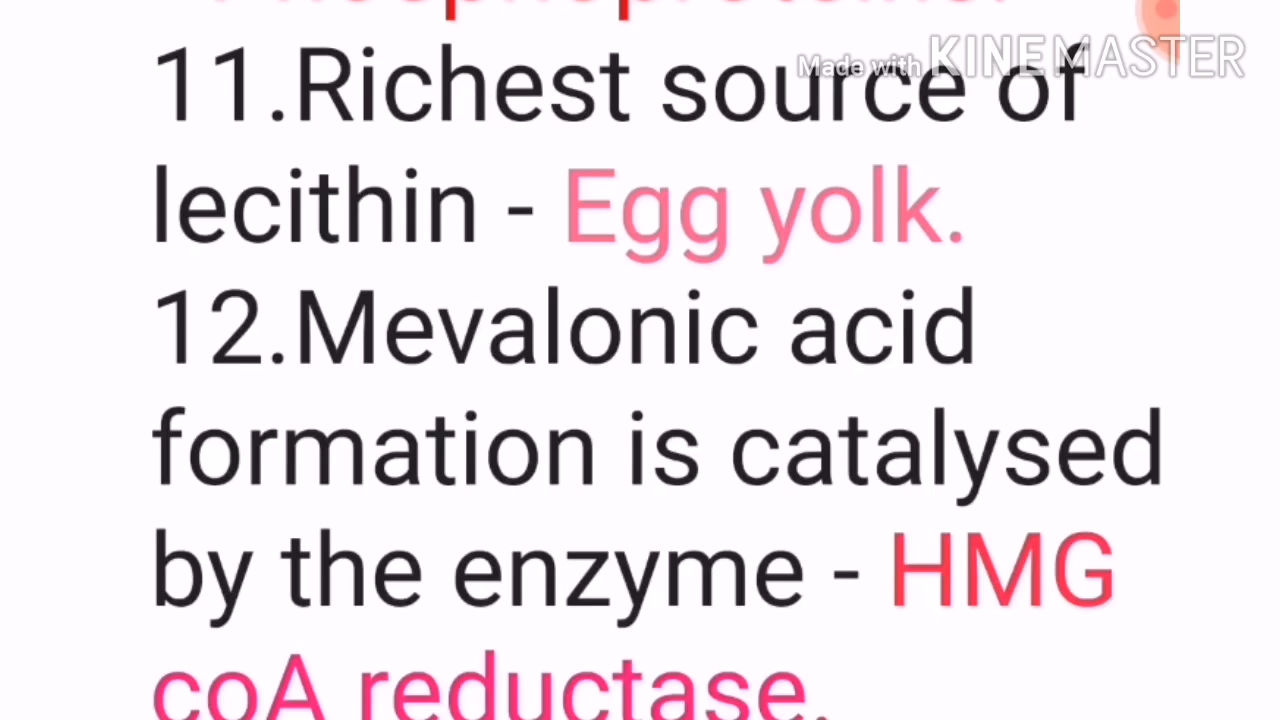 Phosphoproteins.
Made with KINEMASTER
11.Richest source of
lecithin - Egg yolk.
12.Mevalonic acid
formation is catalysed
by the enzyme - HMG
coA reductase.